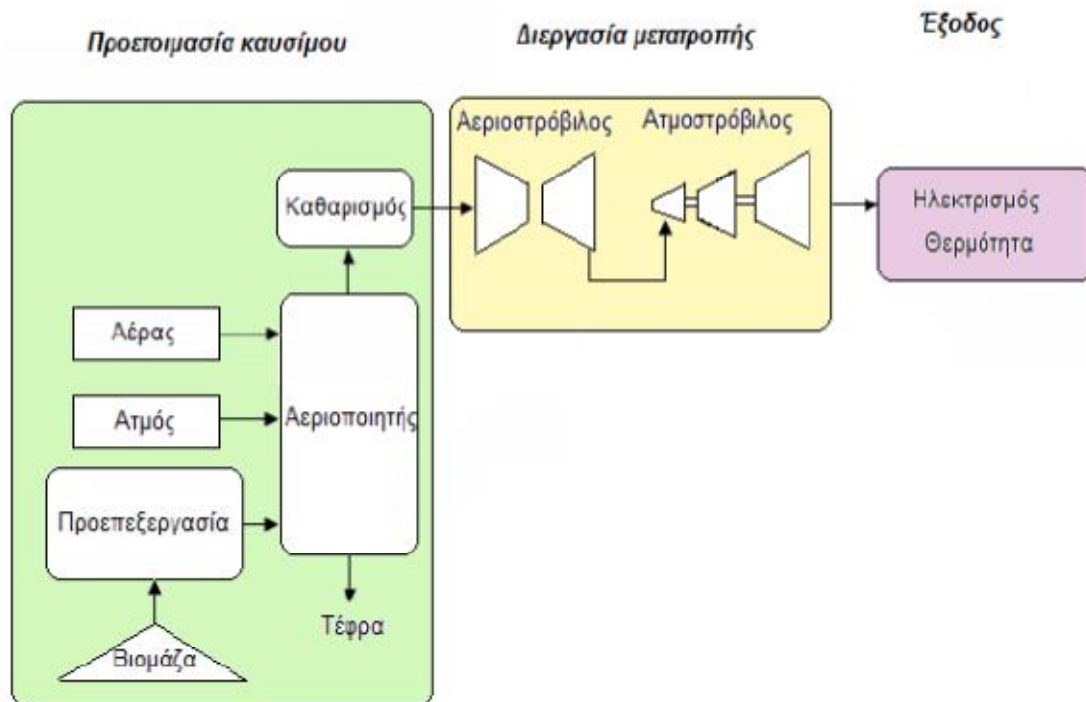 Προετοιμασία καυσίμου
Διεργασία μετατροπής
Έξοδος
Αεριοστρόβιλος
Ατμοστρόβιλος
Καθαρισμός
Ηλεκτρισμός
Θερμότητα
Αέρας
Ατμός
Αεριοποιητής
Προεπεξεργασία
Τέφρα
Βιομάζα